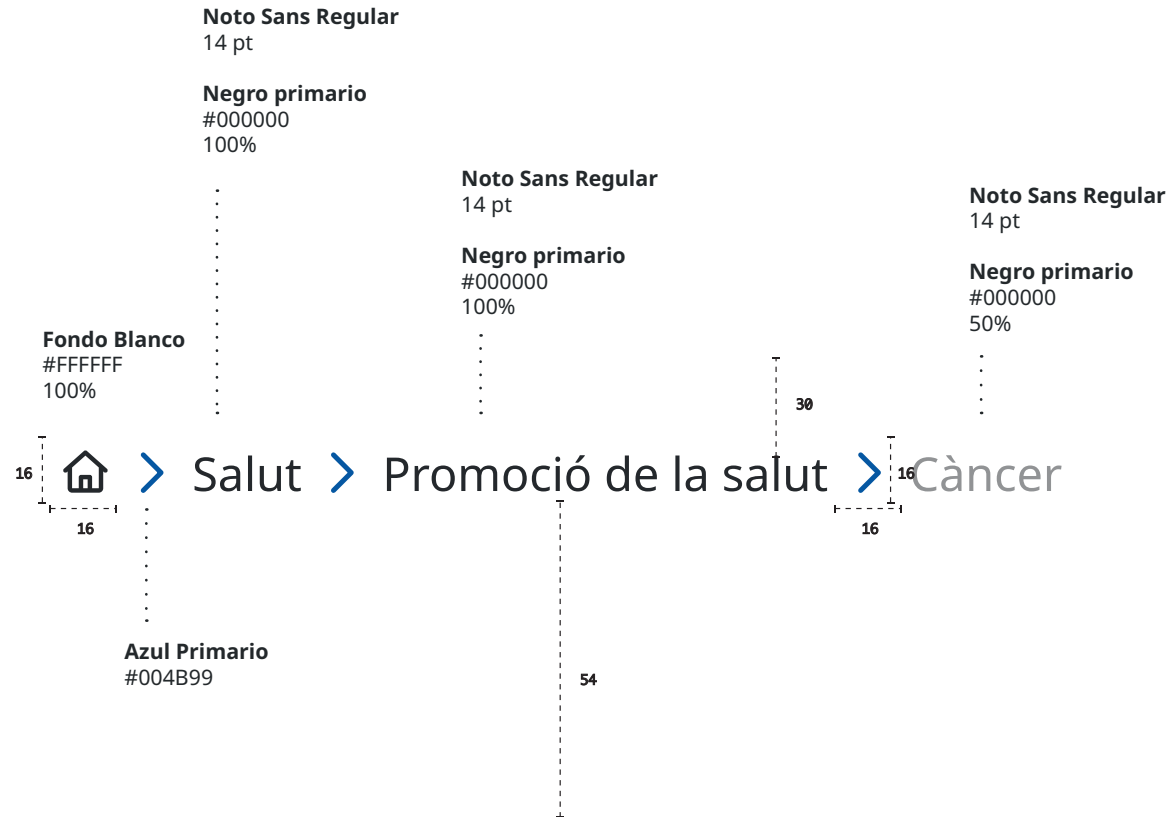 Noto Sans Regular
14 pt
Negro primario
#000000
100%
Noto Sans Regular
14 pt
Negro primario
#000000
100%
Noto Sans Regular
14 pt
Negro primario
#000000
50%
Fondo Blanco
#FFFFFF
100%
30
16
Salut
Promoció de la salut
16
Càncer
16
16
Azul Primario
#004B99
54